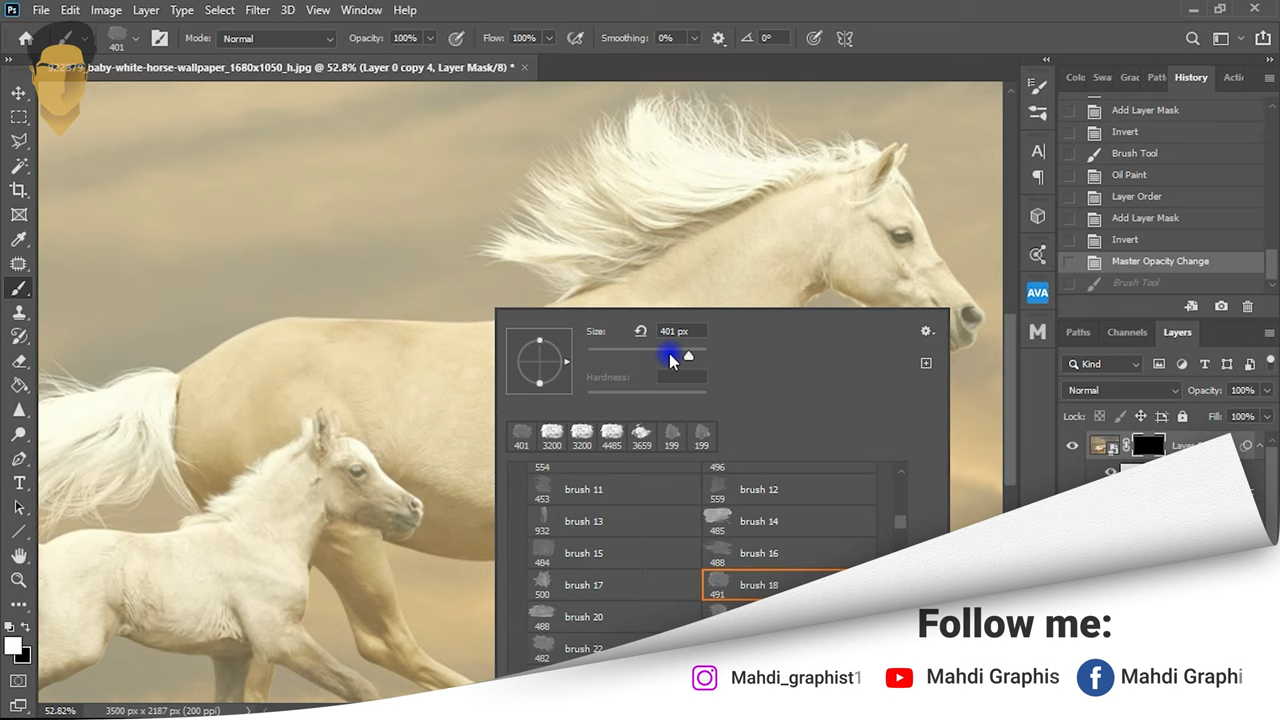 Ps File Edit Image Layer Type Select Filter 3D View Window Help
401 Mode: Normal Opacity: 100% Flow: 100% Smoothing: 0% 0°
922879_baby-white-horse-wallpaper_1680x1050_h.jpg @ 52.8% (Layer 0 copy 4, Layer Mask/8) *
Colo Swa Grac Patt History Acti
Add Layer Mask
Invert
Brush Tool
Oil Paint
Layer Order
Add Layer Mask
Invert
Master Opacity Change
Brush Tool
AVA
M
Paths Channels Layers
Kind
Normal Opacity: 100%
Lock: Fill: 100%
Size: 401 px
Hardness:
401 3200 3200 4485 3659 199 199
554 496
453 brush 11 559 brush 12
932 brush 13 485 brush 14
484 brush 15 488 brush 16
500 brush 17 491 brush 18
488 brush 20
482 brush 22
Follow me:
Mahdi_graphist1 Mahdi Graphis Mahdi Graphi
52.82% 3500 px x 2187 px (200 ppi)